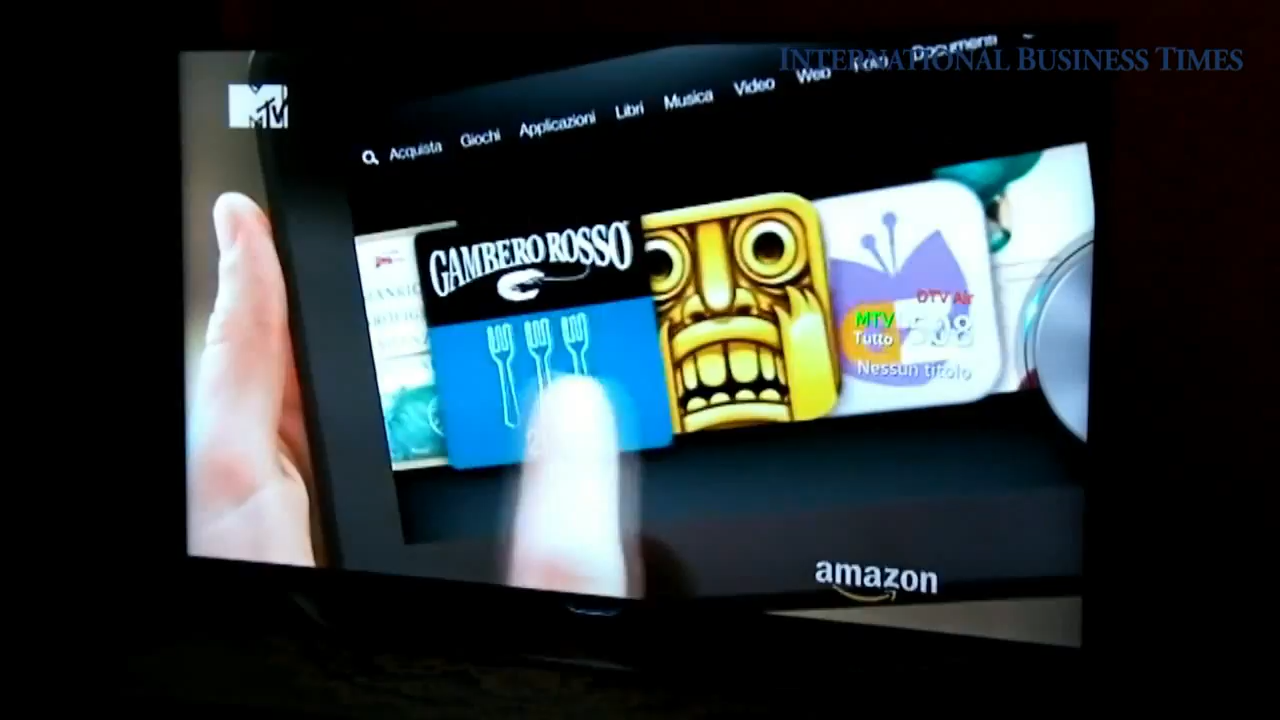 INTERNATIONAL BUSINESS TIMES
MTV
Acquista Giochi Applicazioni Libri Musica Video Web Foto Documenti
GAMBERO ROSSO
DTV Air
MTV 508
Tutto
Nessun titolo
amazon